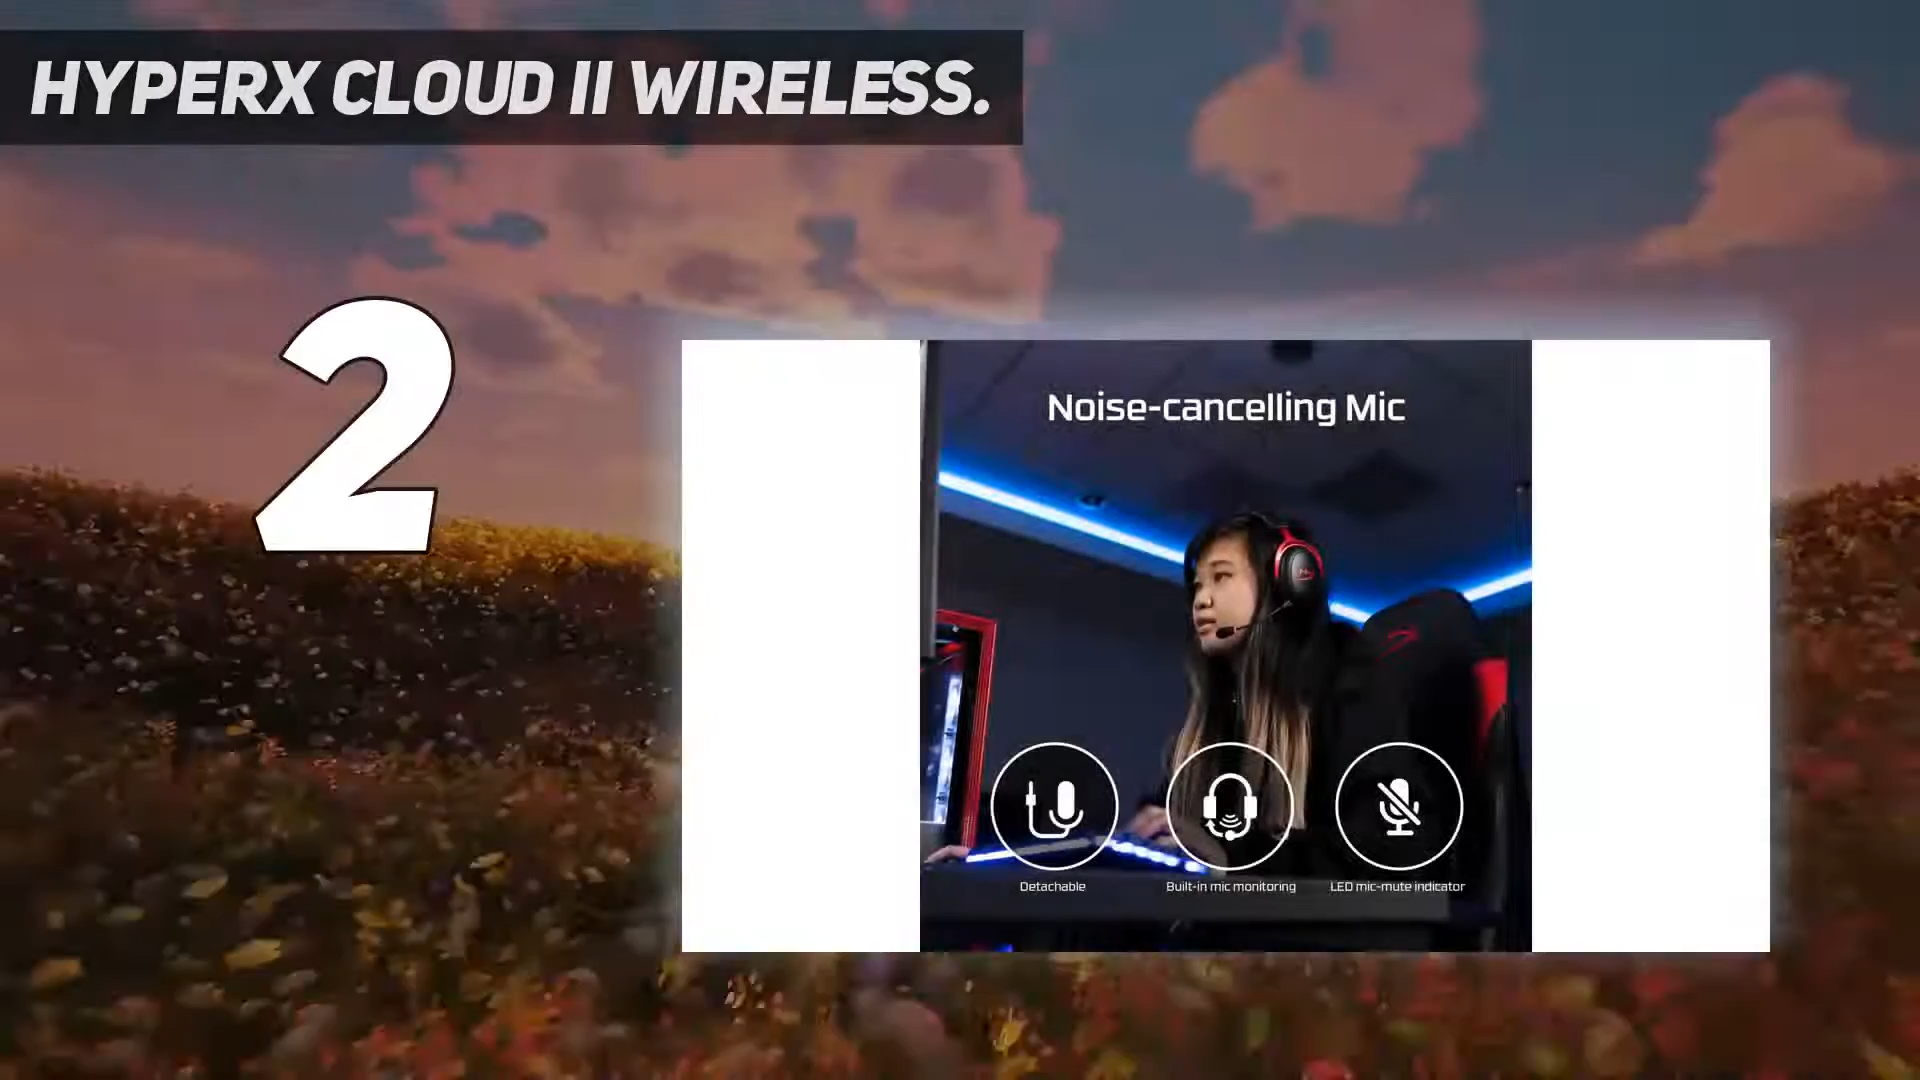 HYPERX CLOUD II WIRELESS.
2
Noise-cancelling Mic
Detachable
Built-in mic monitoring
LED mic-mute indicator